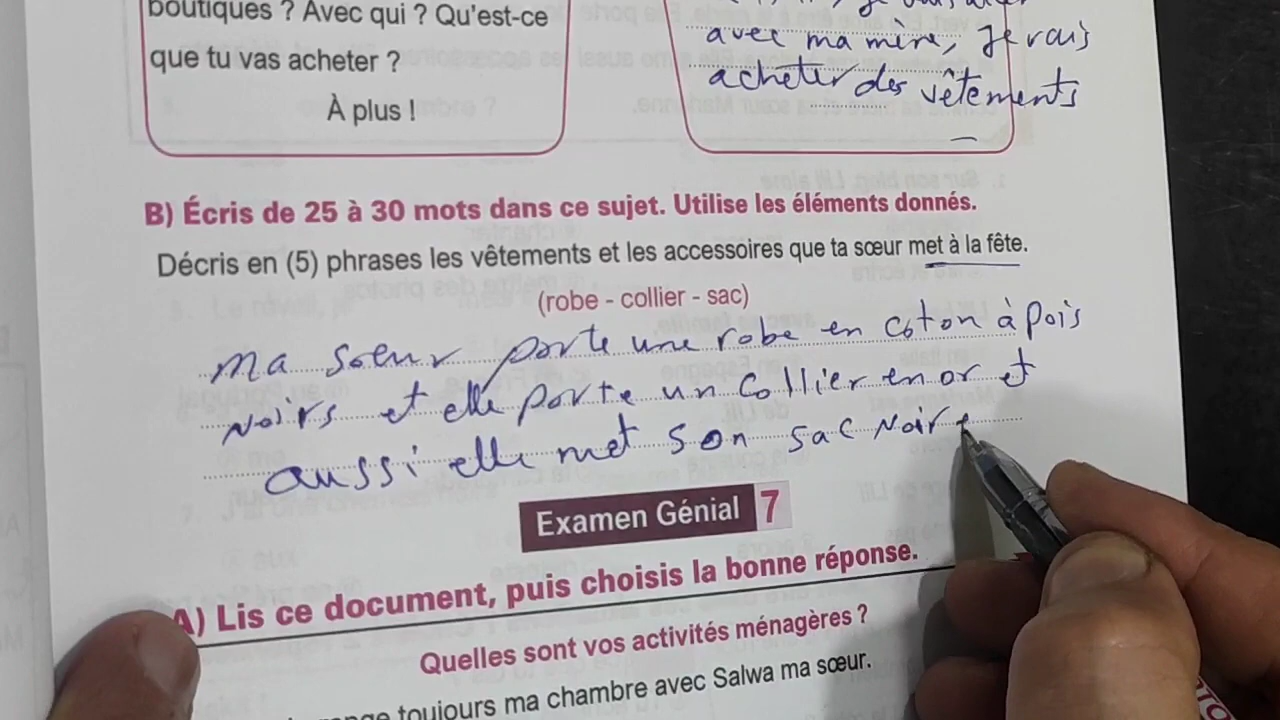 boutiques ? Avec qui ? Qu'est-ce
que tu vas acheter ?
À plus !
avec ma mère, Je vais
acheter des vêtements
B) Écris de 25 à 30 mots dans ce sujet. Utilise les éléments donnés.
Décris en (5) phrases les vêtements et les accessoires que ta sœur met à la fête.
(robe - collier - sac)
Ma sœur porte une robe en coton à pois
noirs et elle porte un collier en or et
aussi elle met son sac noir
Examen Génial 7
A) Lis ce document, puis choisis la bonne réponse.
Quelles sont vos activités ménagères ?
toujours ma chambre avec Salwa ma sœur.